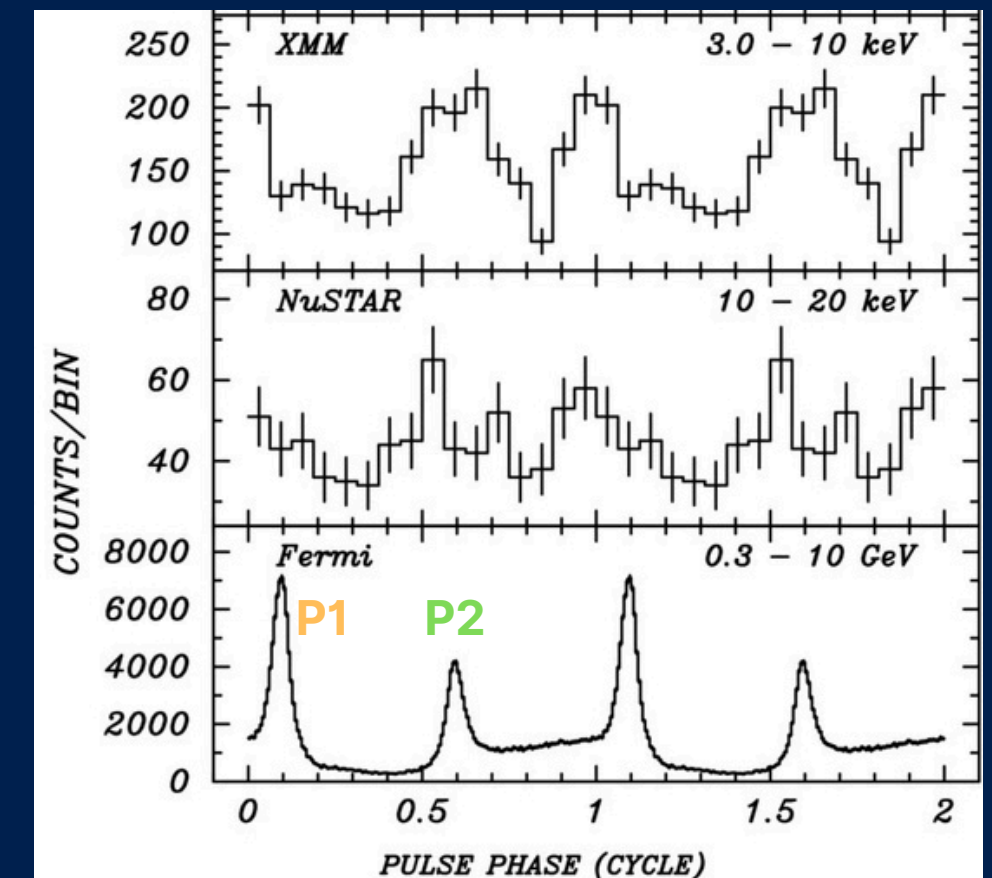 XMM 3.0 – 10 keV
250
200
150
100
NuSTAR 10 – 20 keV
80
60
40
COUNTS/BIN
Fermi 0.3 – 10 GeV
8000
6000
4000
2000
0
P1 P2
0 0.5 1 1.5 2
PULSE PHASE (CYCLE)